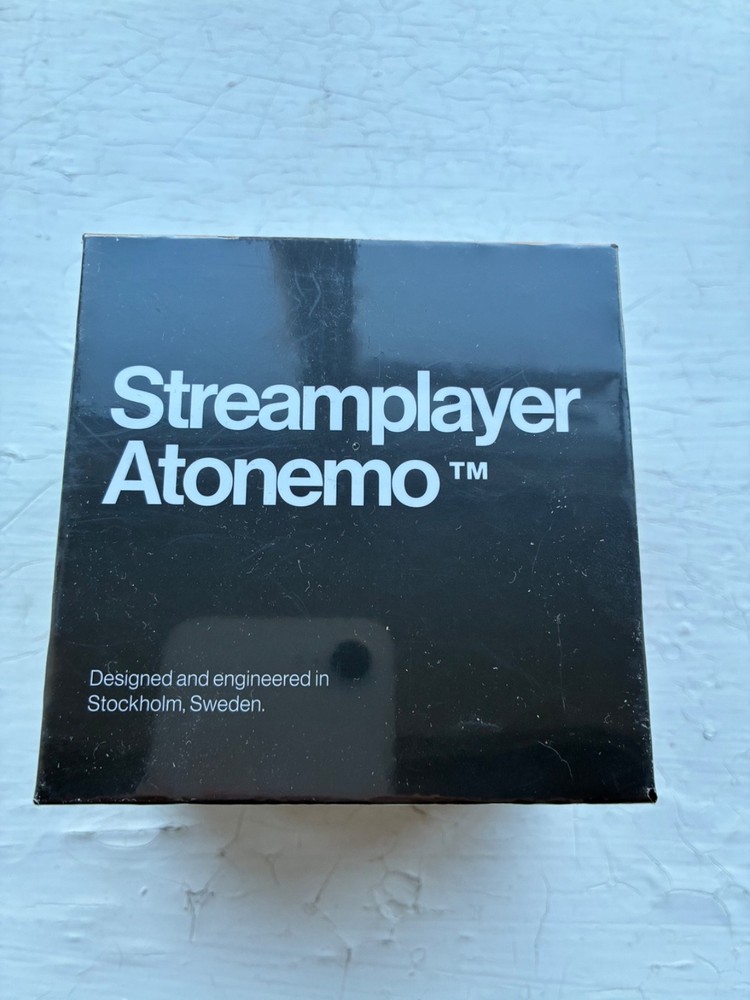 Streamplayer
Atonemo™
Designed and engineered in
Stockholm, Sweden.